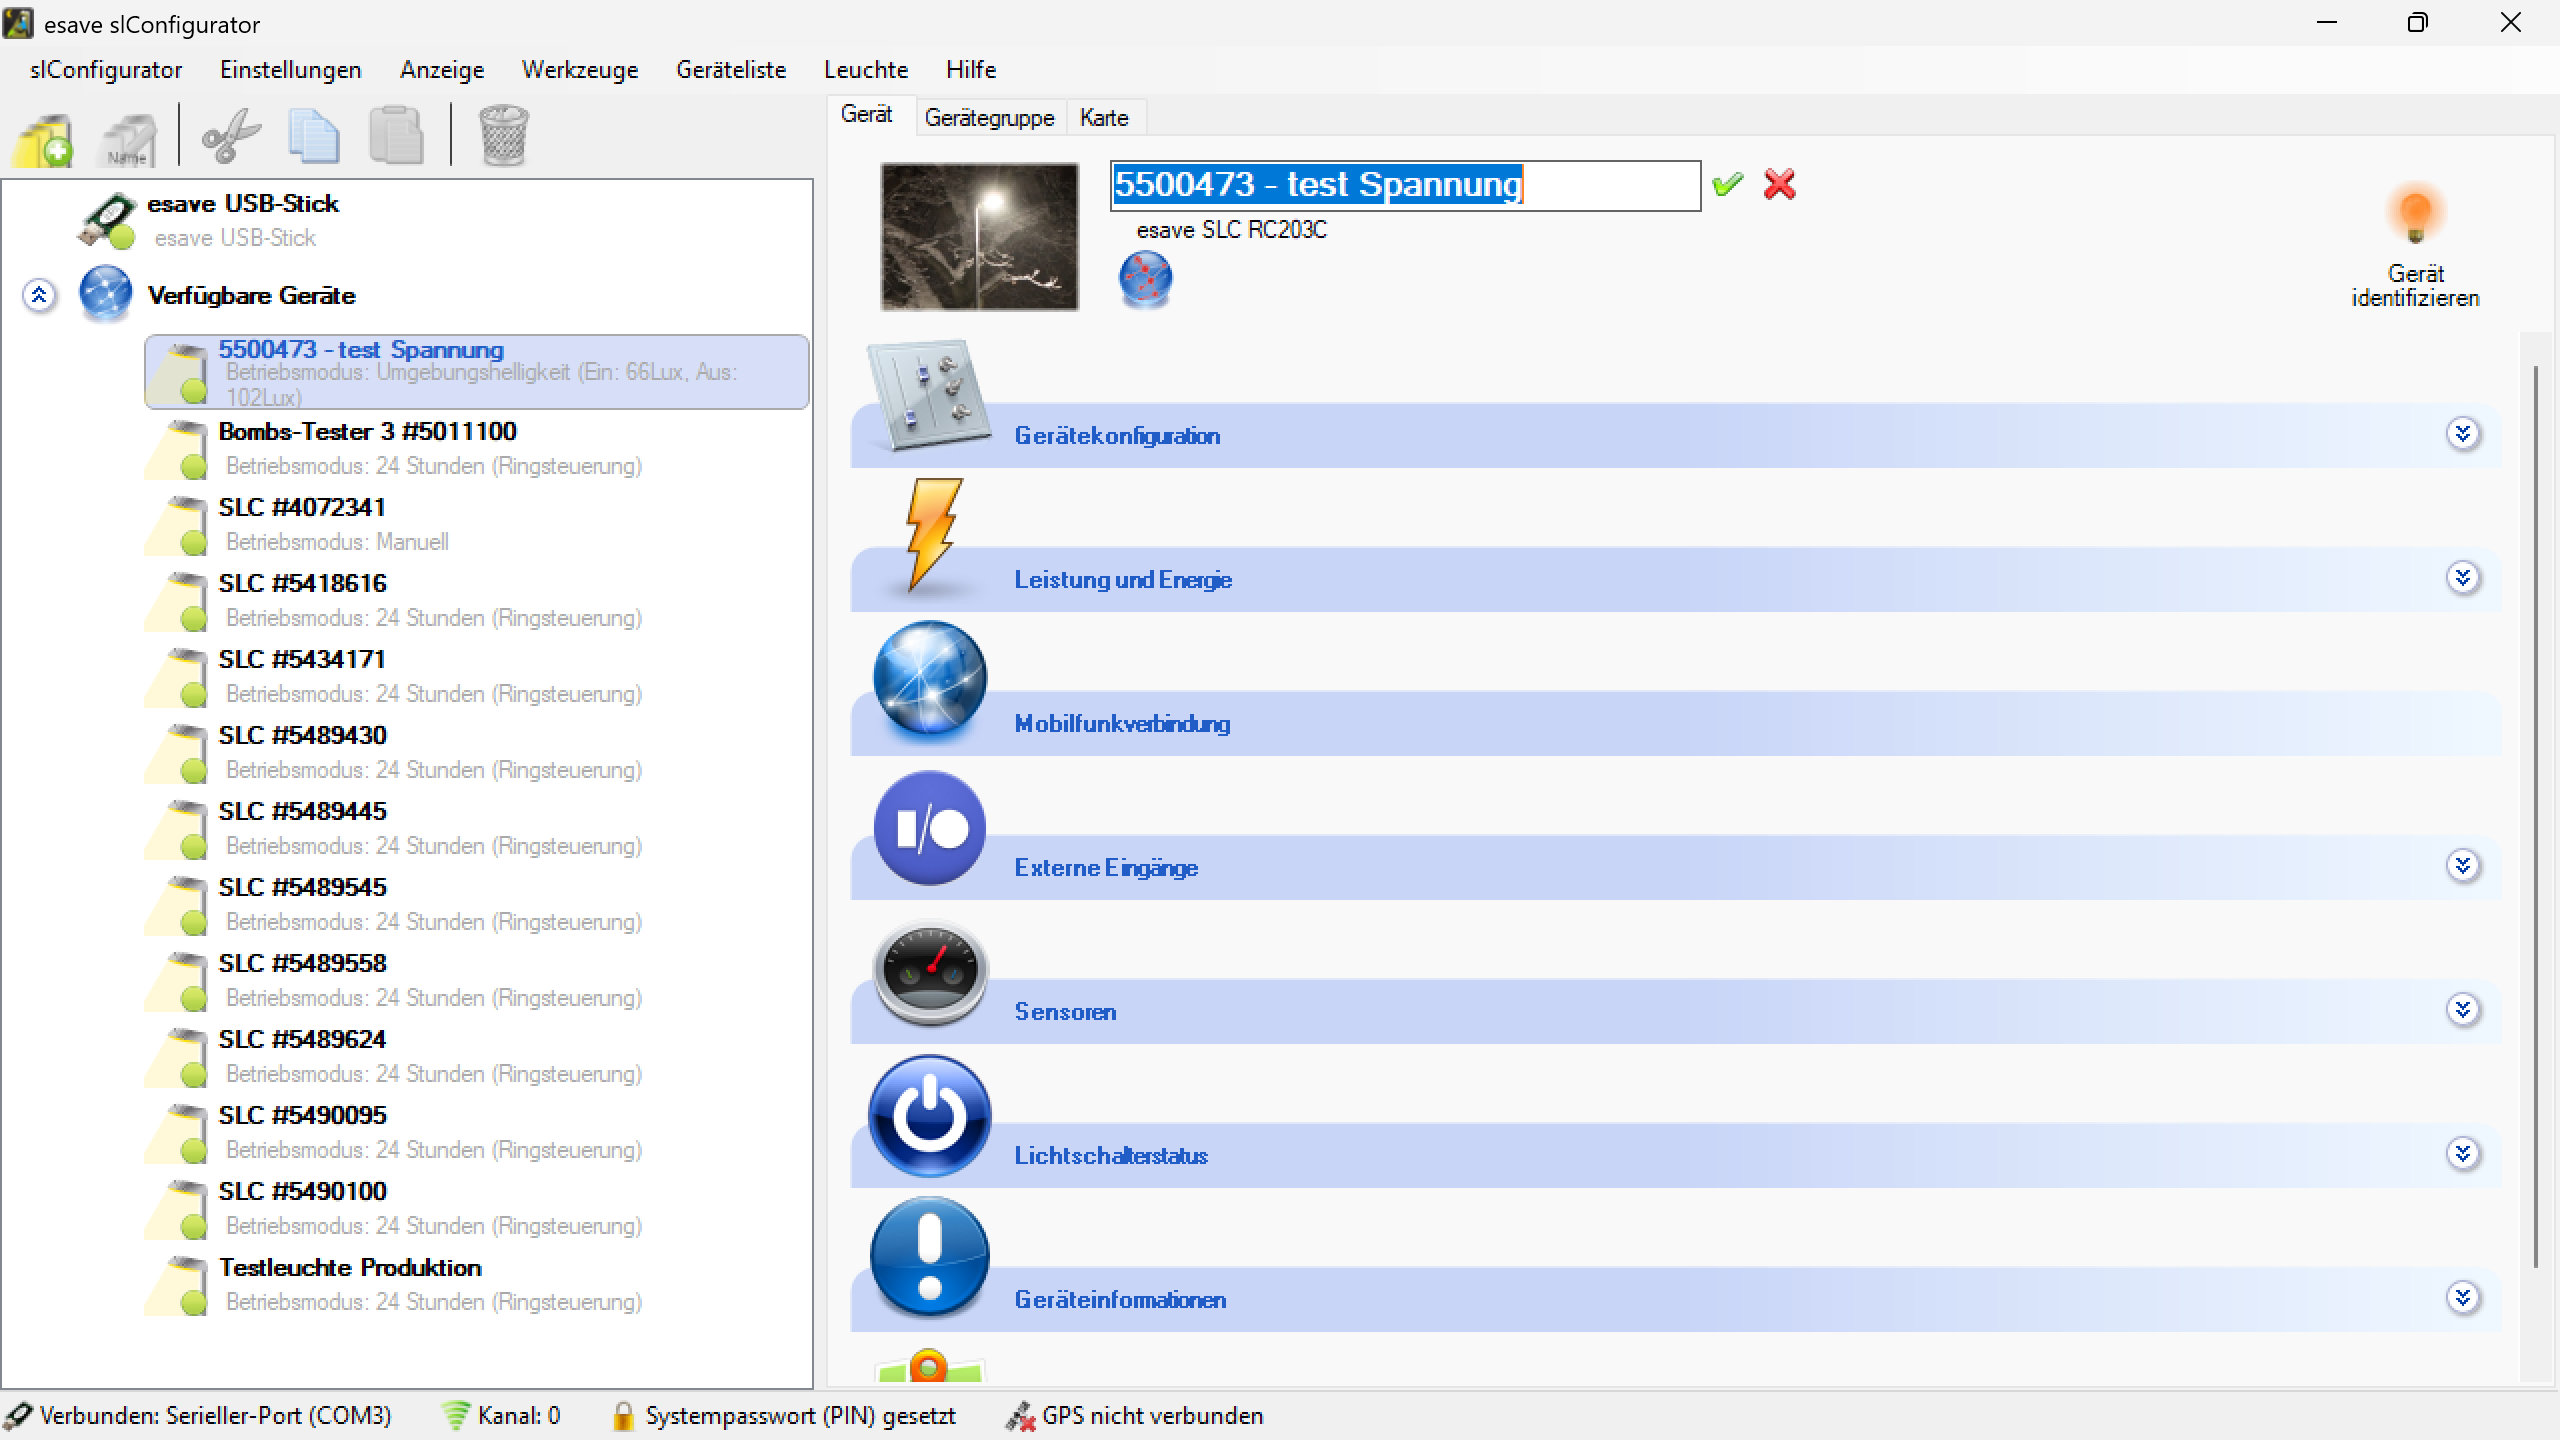 esave slConfigurator
slConfigurator Einstellungen Anzeige Werkzeuge Geräteliste Leuchte Hilfe
Name
esave USB-Stick
esave USB-Stick
Verfügbare Geräte
5500473 - test Spannung
Betriebsmodus: Umgebungshelligkeit (Ein: 66Lux, Aus:
102Lux)
Bombs-Tester 3 #5011100
Betriebsmodus: 24 Stunden (Ringsteuerung)
SLC #4072341
Betriebsmodus: Manuell
SLC #5418616
Betriebsmodus: 24 Stunden (Ringsteuerung)
SLC #5434171
Betriebsmodus: 24 Stunden (Ringsteuerung)
SLC #5489430
Betriebsmodus: 24 Stunden (Ringsteuerung)
SLC #5489445
Betriebsmodus: 24 Stunden (Ringsteuerung)
SLC #5489545
Betriebsmodus: 24 Stunden (Ringsteuerung)
SLC #5489558
Betriebsmodus: 24 Stunden (Ringsteuerung)
SLC #5489624
Betriebsmodus: 24 Stunden (Ringsteuerung)
SLC #5490095
Betriebsmodus: 24 Stunden (Ringsteuerung)
SLC #5490100
Betriebsmodus: 24 Stunden (Ringsteuerung)
Testleuchte Produktion
Betriebsmodus: 24 Stunden (Ringsteuerung)
Gerät Gerätegruppe Karte
5500473 - test Spannung
esave SLC RC203C
Gerät
identifizieren
Gerätekonfiguration
Leistung und Energie
Mobilfunkverbindung
I/O
Externe Eingänge
Sensoren
Lichtschalterstatus
Geräteinformationen
Verbunden: Serieller-Port (COM3) Kanal: 0 Systempasswort (PIN) gesetzt GPS nicht verbunden